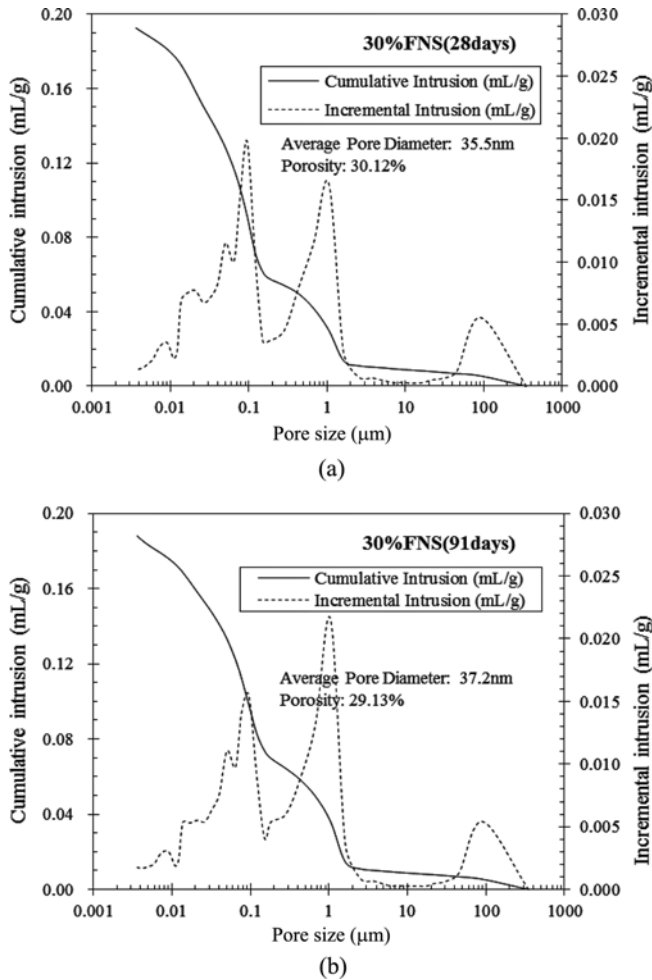 30%FNS(28days)
Cumulative Intrusion (mL/g)
Incremental Intrusion (mL/g)
Average Pore Diameter: 35.5nm
Porosity: 30.12%
Cumulative intrusion (mL/g)
0.20
0.16
0.12
0.08
0.04
0.00
Incremental intrusion (mL/g)
0.030
0.025
0.020
0.015
0.010
0.005
0.000
0.001 0.01 0.1 1 10 100 1000
Pore size (μm)
(a)
30%FNS(91days)
Cumulative Intrusion (mL/g)
Incremental Intrusion (mL/g)
Average Pore Diameter: 37.2nm
Porosity: 29.13%
Cumulative intrusion (mL/g)
0.20
0.16
0.12
0.08
0.04
0.00
Incremental intrusion (mL/g)
0.030
0.025
0.020
0.015
0.010
0.005
0.000
0.001 0.01 0.1 1 10 100 1000
Pore size (μm)
(b)